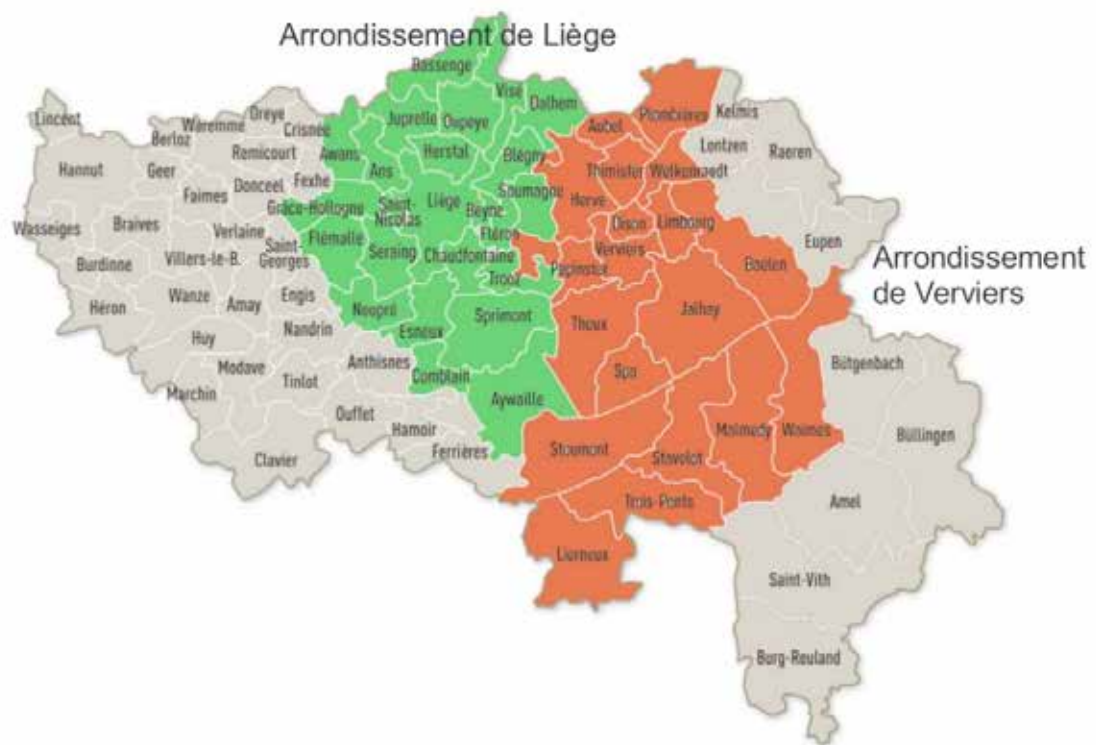 Arrondissement de Liège
Bassenge
Visé
Dalhem
Plombières
Kelmis
Lincent
Oreye
Waremme
Berloz
Crisnée
Juprelle
Oupeye
Aubel
Lontzen
Raeren
Hannut
Geer
Remicourt
Awans
Ans
Herstal
Blégny
Thimister
Welkenraedt
Faimes
Donceel
Fexhe
Soumagne
Herve
Wasseiges
Braives
Verlaine
Grâce-Hollogne
Saint-
Nicolas
Liège
Beyne
Fléron
Dison
Limbourg
Eupen
Burdinne
Villers-le-B.
Saint-
Georges
Flémalle
Seraing
Chaudfontaine
Trooz
Pepinster
Verviers
Baelen
Arrondissement
de Verviers
Héron
Wanze
Amay
Engis
Neupré
Esneux
Sprimont
Theux
Jalhay
Huy
Nandrin
Modave
Anthisnes
Comblain
Spa
Bütgenbach
Marchin
Tinlot
Aywaille
Ouffet
Hamoir
Ferrières
Stoumont
Stavelot
Malmedy
Waimes
Büllingen
Clavier
Trois-Ponts
Amel
Lierneux
Saint-Vith
Burg-Reuland